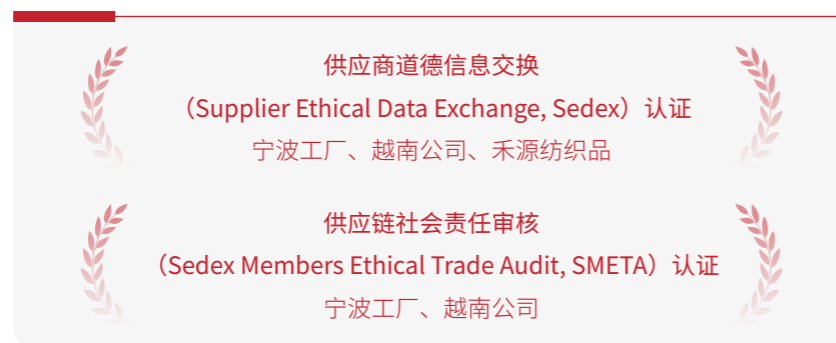 供应商道德信息交换
（Supplier Ethical Data Exchange, Sedex）认证
宁波工厂、越南公司、禾源纺织品
供应链社会责任审核
（Sedex Members Ethical Trade Audit, SMETA）认证
宁波工厂、越南公司